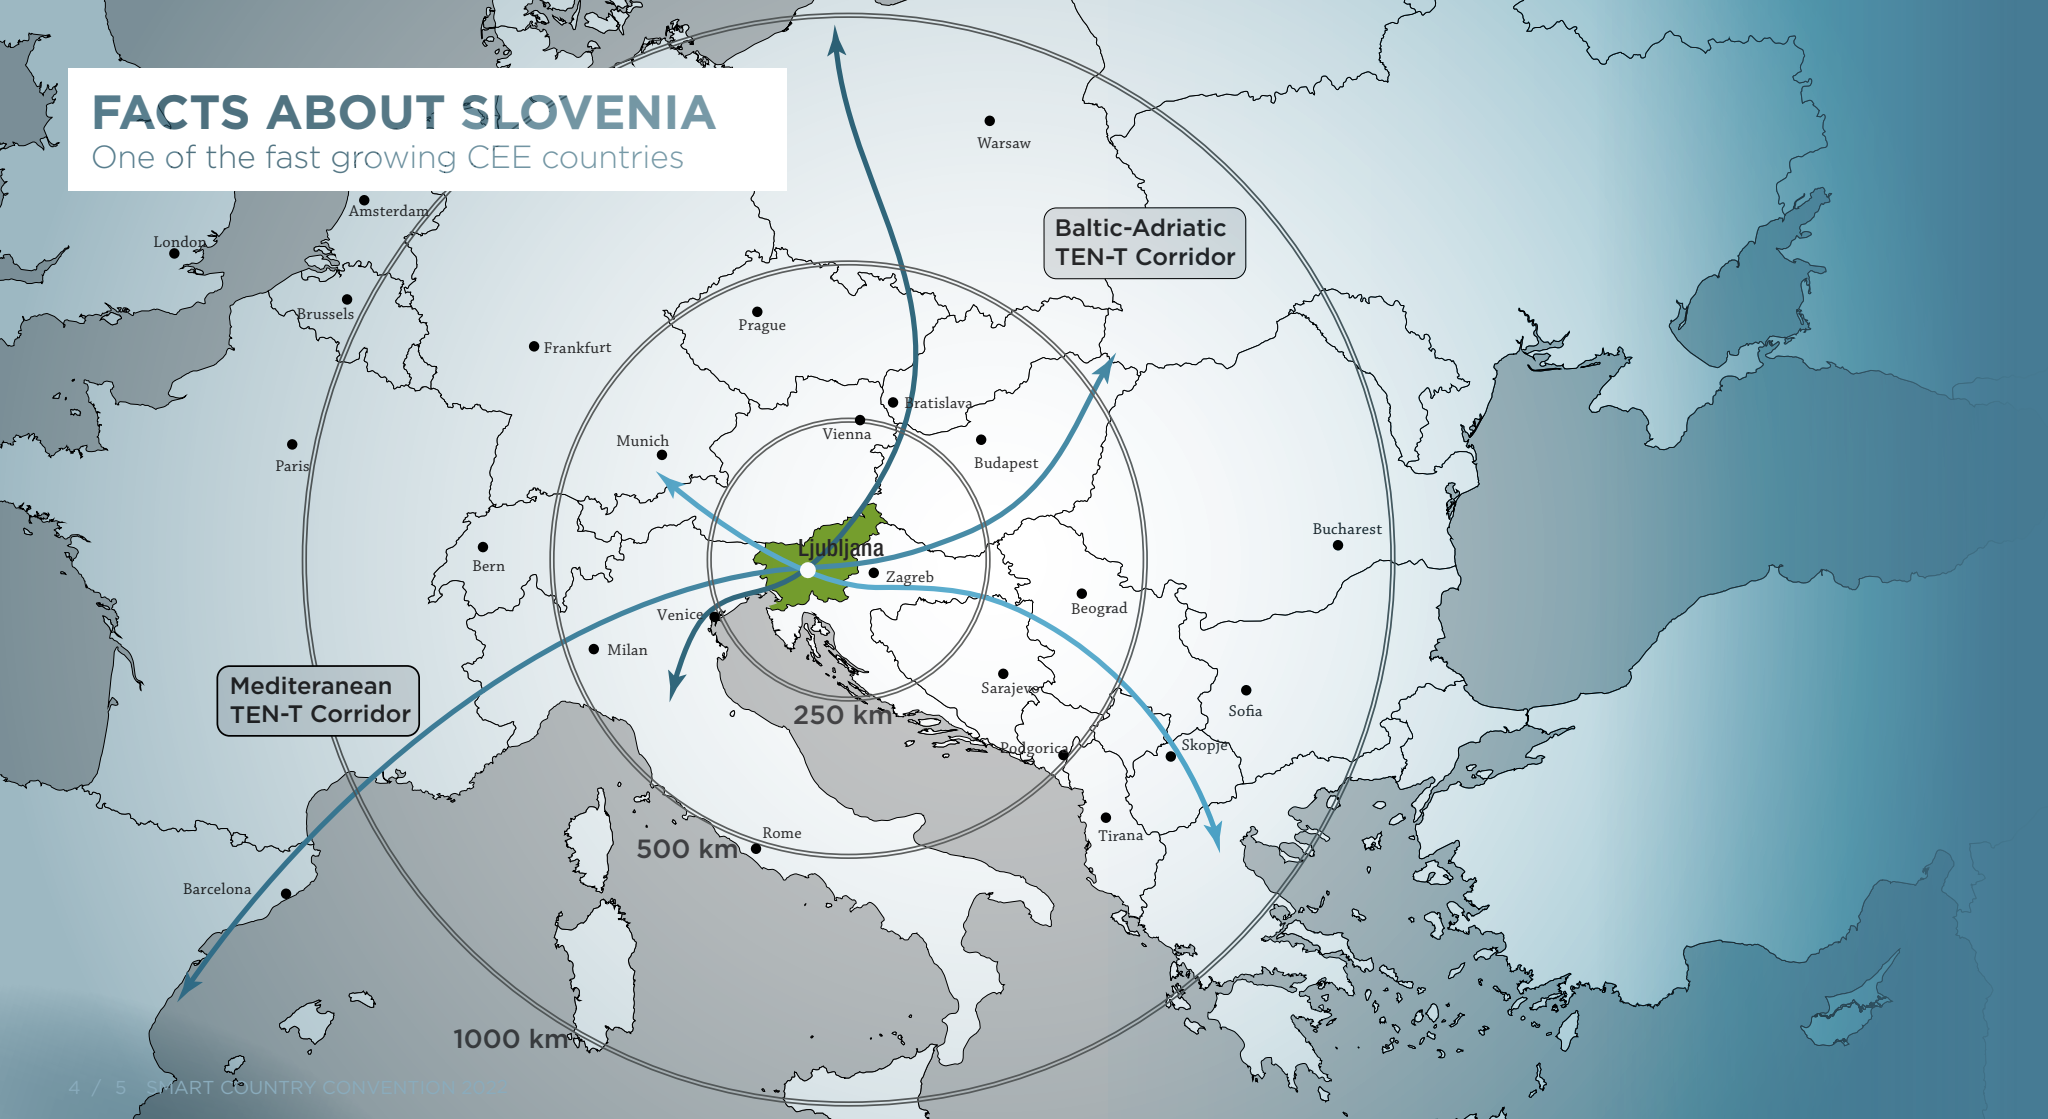 FACTS ABOUT SLOVENIA
One of the fast growing CEE countries
Warsaw
Amsterdam
London
Baltic-Adriatic
TEN-T Corridor
Brussels
Prague
Frankfurt
Bratislava
Vienna
Munich
Budapest
Paris
Bucharest
Ljubljana
Bern
Zagreb
Beograd
Venice
Milan
Sarajevo
Mediteranean
TEN-T Corridor
Sofia
250 km
Podgorica
Skopje
Rome
Tirana
500 km
Barcelona
1000 km
4 / 5 SMART COUNTRY CONVENTION